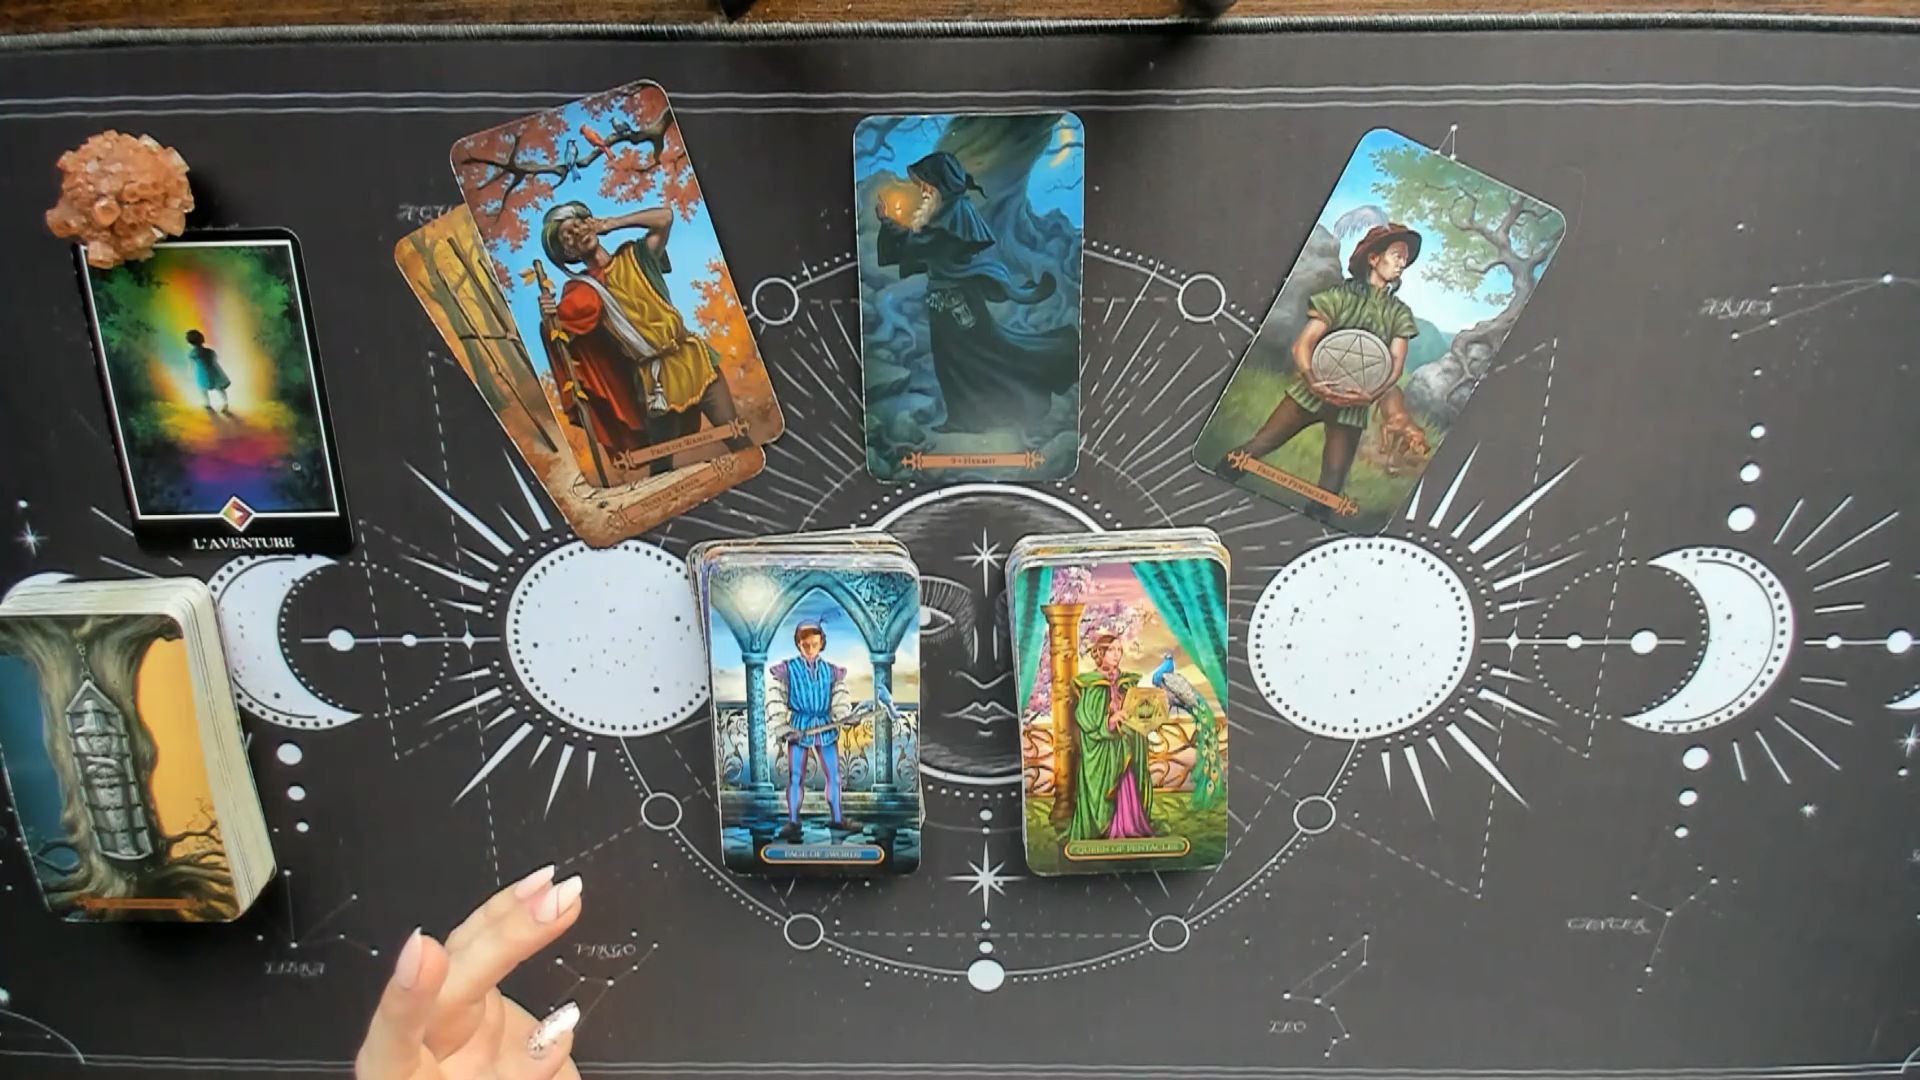 PAGE OF WANDS
9 • HERMIT
PAGE OF PENTACLES
ARIES
L'AVENTURE
PAGE OF SWORDS
QUEEN OF PENTACLES
VIRGO
LIBRA
CANCER
LEO